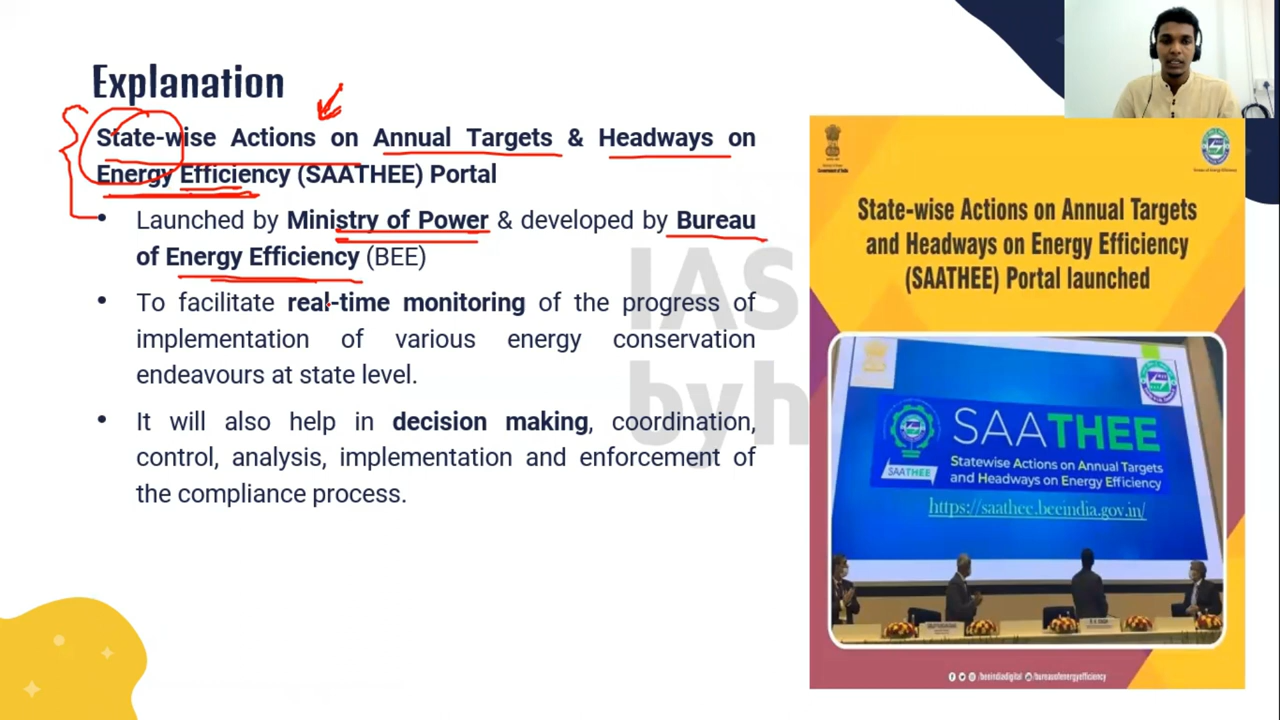 Explanation
State-wise Actions on Annual Targets & Headways on
Energy Efficiency (SAATHEE) Portal
• Launched by Ministry of Power & developed by Bureau
of Energy Efficiency (BEE)
• To facilitate real-time monitoring of the progress of
implementation of various energy conservation
endeavours at state level.
• It will also help in decision making, coordination,
control, analysis, implementation and enforcement of
the compliance process.
IAS
byh
State-wise Actions on Annual Targets
and Headways on Energy Efficiency
(SAATHEE) Portal launched
SAATHEE
SAATHEE
Statewise Actions on Annual Targets
and Headways on Energy Efficiency
https://saathee.beeindia.gov.in/
/beeindiadigital /bureauofenergyefficiency